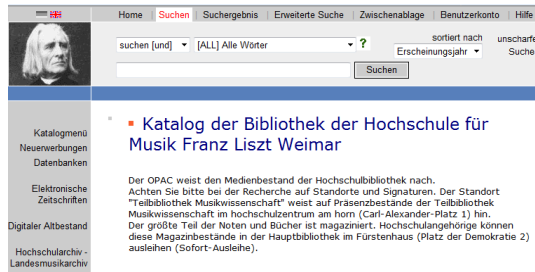 Home | Suchen | Suchergebnis | Erweiterte Suche | Zwischenablage | Benutzerkonto | Hilfe
suchen [und] [ALL] Alle Wörter ? sortiert nach unscharfe
Erscheinungsjahr Suche
Suchen
Katalog der Bibliothek der Hochschule für
Musik Franz Liszt Weimar
Katalogmenü
Neuerwerbungen
Datenbanken
Elektronische
Zeitschriften
Digitaler Altbestand
Hochschularchiv -
Landesmusikarchiv
Der OPAC weist den Medienbestand der Hochschulbibliothek nach.
Achten Sie bitte bei der Recherche auf Standorte und Signaturen. Der Standort
"Teilbibliothek Musikwissenschaft" weist auf Präsenzbestände der Teilbibliothek
Musikwissenschaft im hochschulzentrum am horn (Carl-Alexander-Platz 1) hin.
Der größte Teil der Noten und Bücher ist magaziniert. Hochschulangehörige können
diese Magazinbestände in der Hauptbibliothek im Fürstenhaus (Platz der Demokratie 2)
ausleihen (Sofort-Ausleihe).